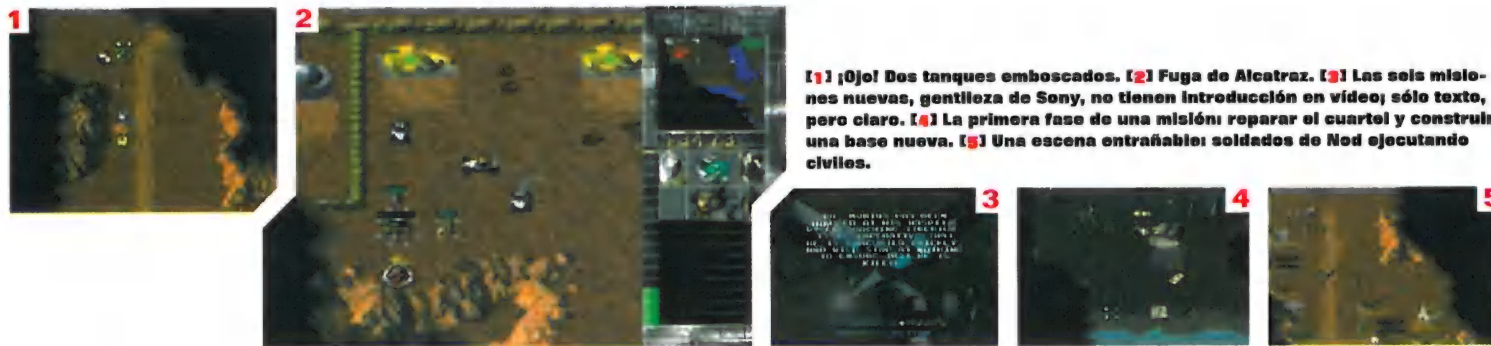 1
2
[1] ¡Ojo! Dos tanques emboscados. [2] Fuga de Alcatraz. [3] Las seis misio-
nes nuevas, gentileza de Sony, no tienen introducción en vídeo; sólo texto,
pero claro. [4] La primera fase de una misión: reparar el cuartel y construir
una base nueva. [5] Una escena entrañable: soldados de Nod ejecutando
civiles.
3
4
5